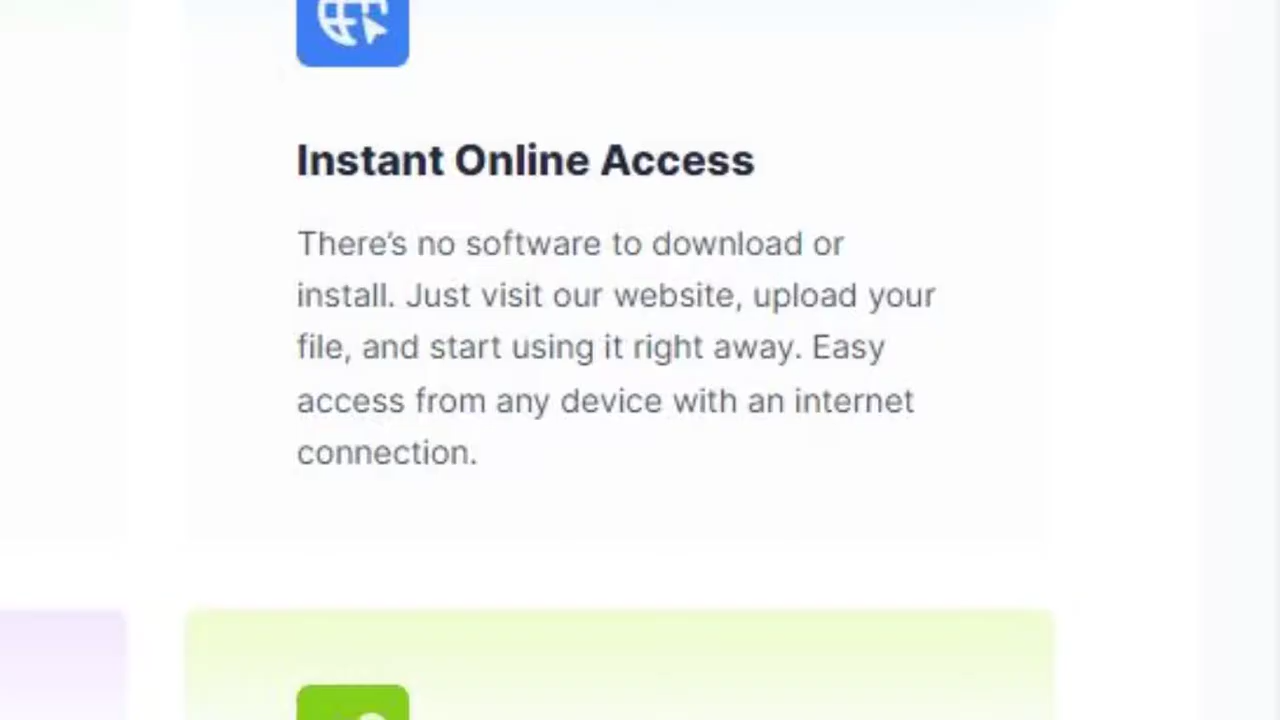 Instant Online Access
There’s no software to download or
install. Just visit our website, upload your
file, and start using it right away. Easy
access from any device with an internet
connection.